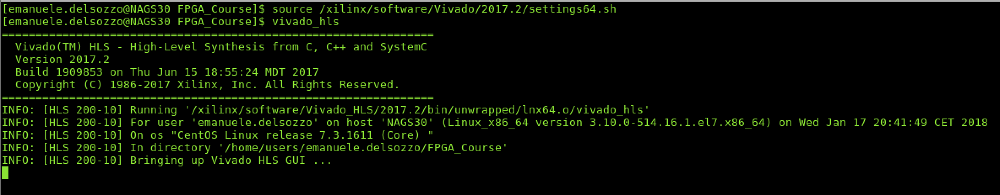 [emanuele.delsozzo@NAGS30 FPGA_Course]$ source /xilinx/software/Vivado/2017.2/settings64.sh
[emanuele.delsozzo@NAGS30 FPGA_Course]$ vivado_hls
================================================================
  Vivado(TM) HLS - High-Level Synthesis from C, C++ and SystemC
  Version 2017.2
  Build 1909853 on Thu Jun 15 18:55:24 MDT 2017
  Copyright (C) 1986-2017 Xilinx, Inc. All Rights Reserved.
================================================================
INFO: [HLS 200-10] Running '/xilinx/software/Vivado_HLS/2017.2/bin/unwrapped/lnx64.o/vivado_hls'
INFO: [HLS 200-10] For user 'emanuele.delsozzo' on host 'NAGS30' (Linux_x86_64 version 3.10.0-514.16.1.el7.x86_64) on Wed Jan 17 20:41:49 CET 2018
INFO: [HLS 200-10] On os "CentOS Linux release 7.3.1611 (Core) "
INFO: [HLS 200-10] In directory '/home/users/emanuele.delsozzo/FPGA_Course'
INFO: [HLS 200-10] Bringing up Vivado HLS GUI ...